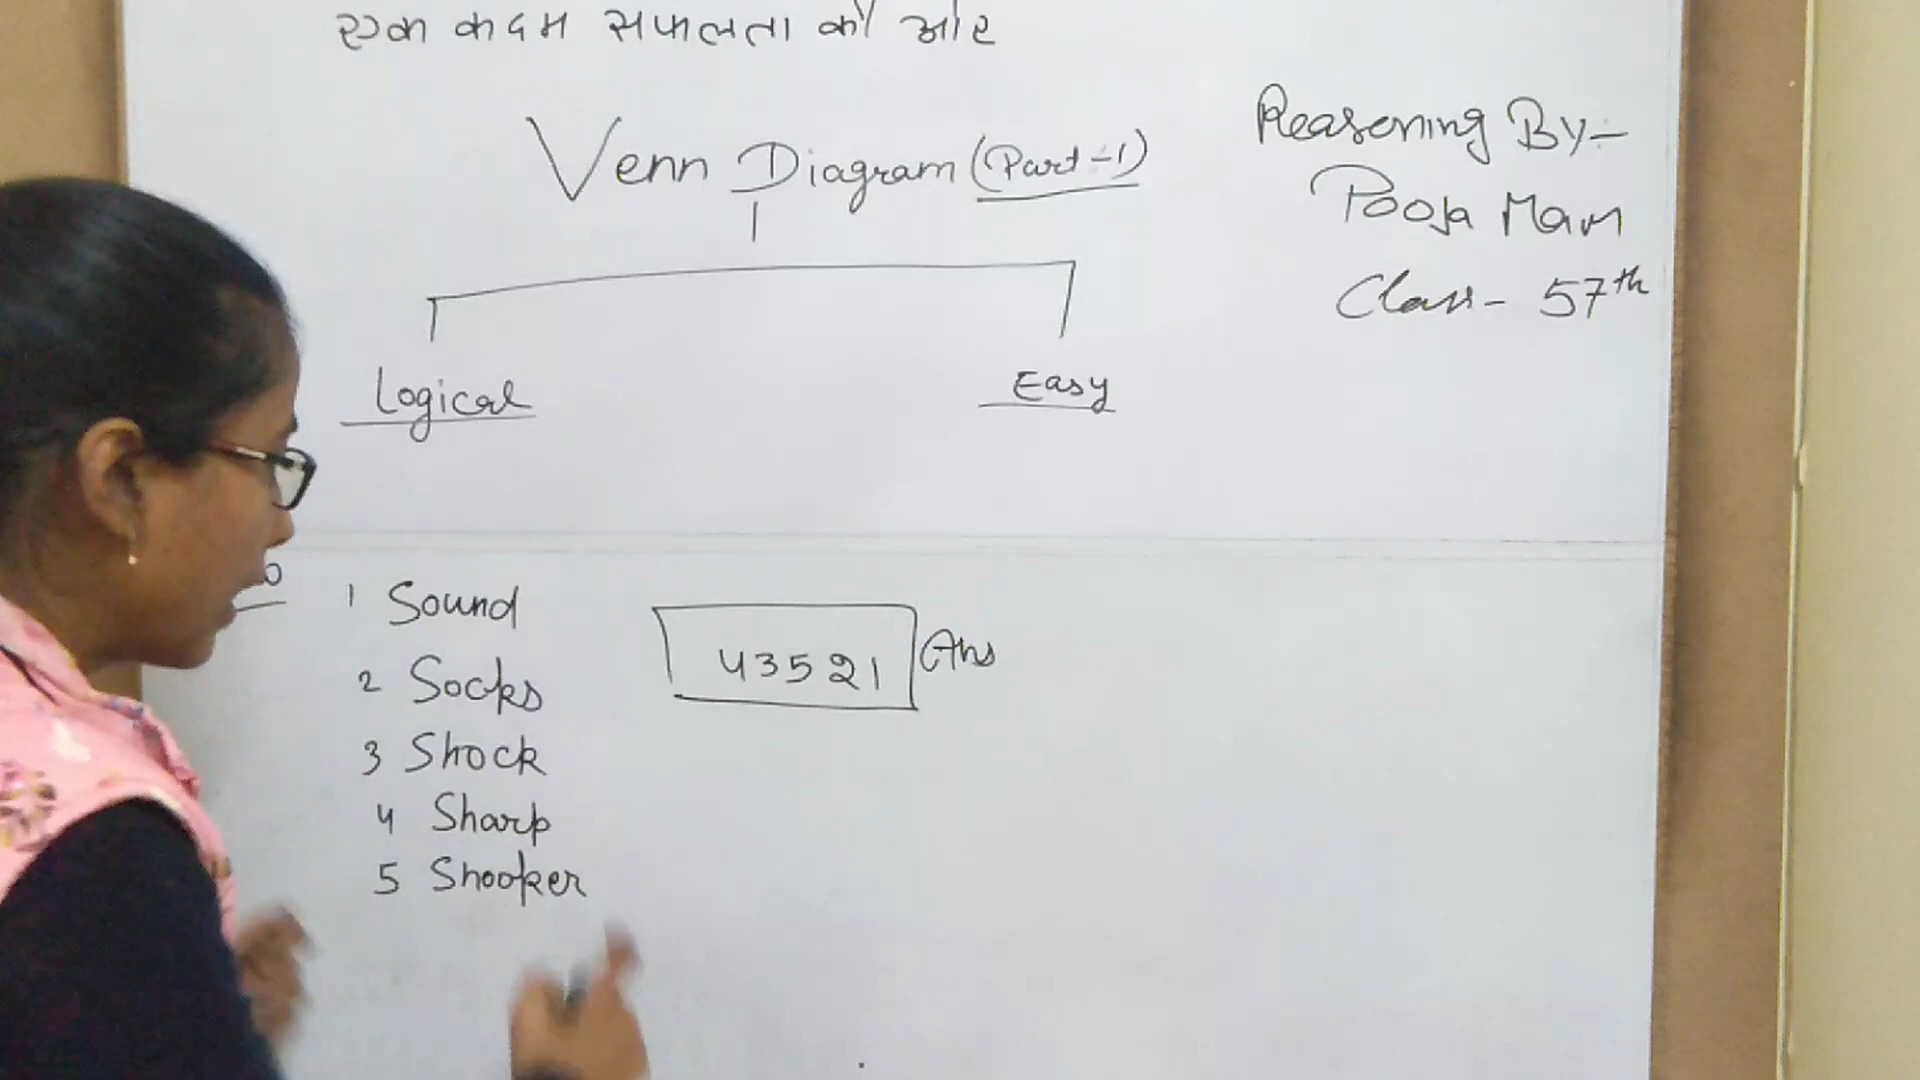 एक कदम सफलता की ओर
Venn Diagram (Part-1)
Reasoning By-
Pooja Mam
Class- 57th
Logical
Easy
1 Sound
2 Socks
3 Shock
4 Sharp
5 Shooker
43521 Ans